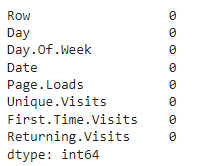 Row 0
Day 0
Day.Of.Week 0
Date 0
Page.Loads 0
Unique.Visits 0
First.Time.Visits 0
Returning.Visits 0
dtype: int64